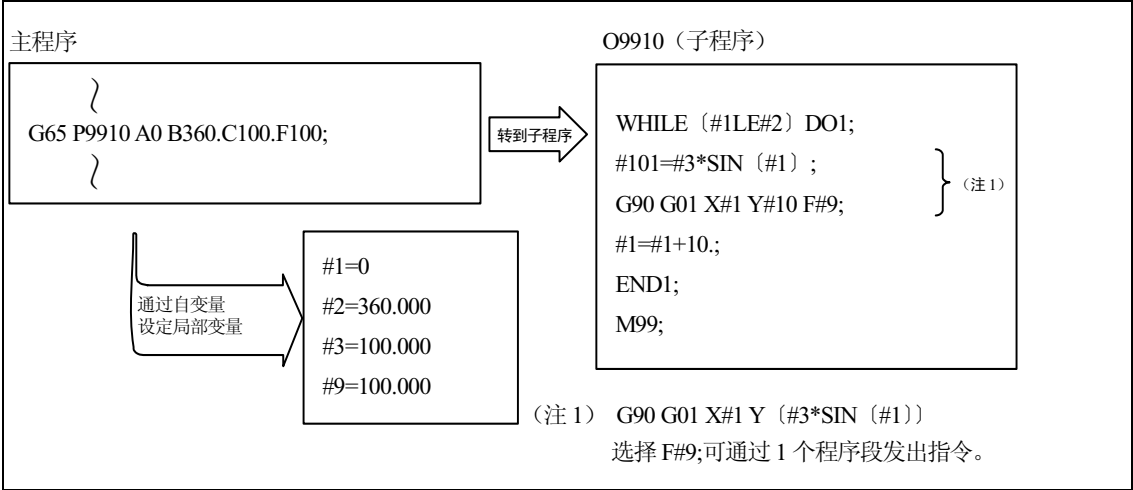 主程序
G65 P9910 A0 B360.C100.F100;
转到子程序
O9910（子程序）
WHILE〔#1LE#2〕DO1;
#101=#3*SIN〔#1〕;
G90 G01 X#1 Y#10 F#9;
（注 1）
#1=#1+10.;
END1;
M99;
通过自变量
设定局部变量
#1=0
#2=360.000
#3=100.000
#9=100.000
（注 1） G90 G01 X#1 Y〔#3*SIN〔#1〕〕
选择 F#9;可通过 1 个程序段发出指令。